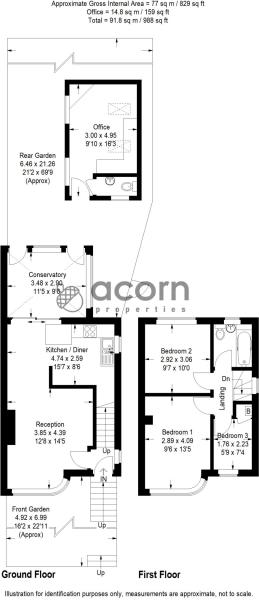 Approximate Gross Internal Area = 77 sq m / 829 sq ft
Office = 14.8 sq m / 159 sq ft
Total = 91.8 sq m / 988 sq ft
Office
3.00 x 4.95
9'10 x 16'3
Rear Garden
6.46 x 21.26
21'2 x 69'9
(Approx)
Conservatory
3.48 x 2.90
11'5 x 9'6
acorn
properties
Kitchen / Diner
4.74 x 2.59
15'7 x 8'6
Reception
3.85 x 4.39
12'8 x 14'5
Up
IN
Front Garden
4.92 x 6.99
16'2 x 22'11
(Approx)
Up
Up
Bedroom 2
2.92 x 3.06
9'7 x 10'0
Dn
Landing
Bedroom 1
2.89 x 4.09
9'6 x 13'5
B
Bedroom 3
1.76 x 2.23
5'9 x 7'4
Ground Floor
First Floor
Illustration for identification purposes only, measurements are approximate, not to scale.